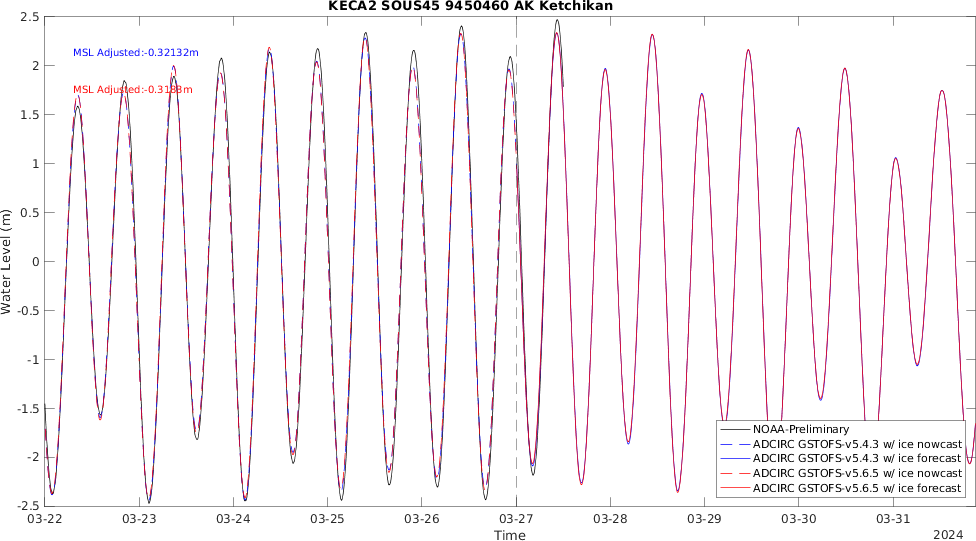 KECA2 SOUS45 9450460 AK Ketchikan
Water Level (m)
2.5
2
1.5
1
0.5
0
-0.5
-1
-1.5
-2
-2.5
MSL Adjusted:-0.32132m
MSL Adjusted:-0.3188m
NOAA-Preliminary
ADCIRC GSTOFS-v5.4.3 w/ ice nowcast
ADCIRC GSTOFS-v5.4.3 w/ ice forecast
ADCIRC GSTOFS-v5.6.5 w/ ice nowcast
ADCIRC GSTOFS-v5.6.5 w/ ice forecast
03-22 03-23 03-24 03-25 03-26 03-27 03-28 03-29 03-30 03-31
Time
2024